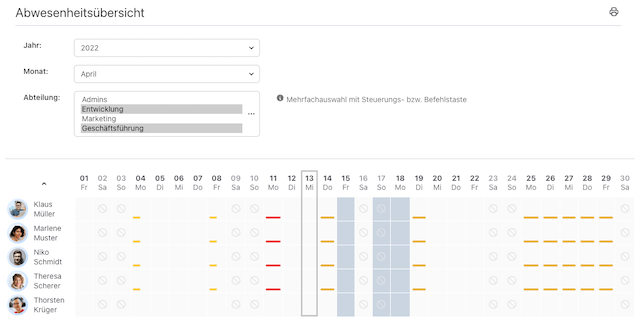 Abwesenheitsübersicht
Jahr: 2022
Monat: April
Abteilung: Admins
Entwicklung
Marketing
Geschäftsführung
...
Mehrfachauswahl mit Steuerungs- bzw. Befehlstaste
01 02 03 04 05 06 07 08 09 10 11 12 13 14 15 16 17 18 19 20 21 22 23 24 25 26 27 28 29 30
Fr Sa So Mo Di Mi Do Fr Sa So Mo Di Mi Do Fr Sa So Mo Di Mi Do Fr Sa So Mo Di Mi Do Fr Sa
Klaus
Müller
Marlene
Muster
Niko
Schmidt
Theresa
Scherer
Thorsten
Krüger